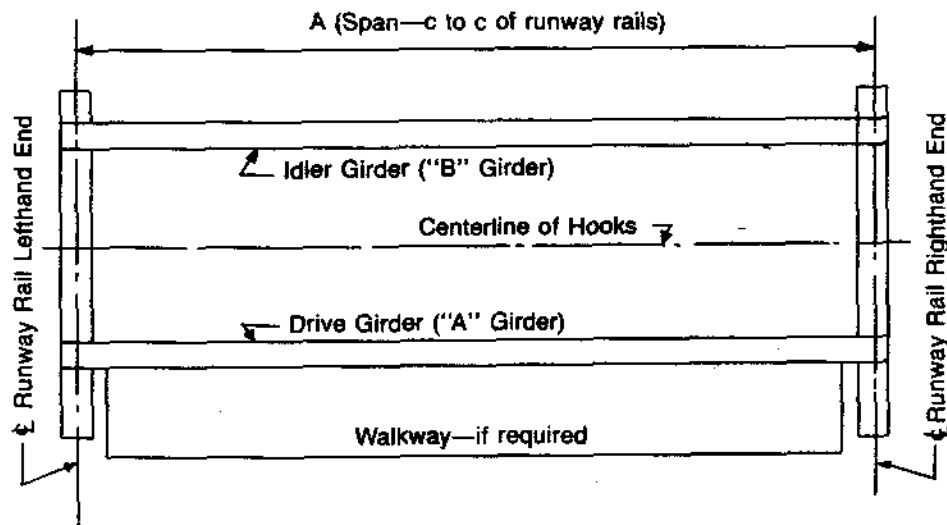 A (Span—c to c of runway rails)
Idler Girder ("B" Girder)
Centerline of Hooks
Drive Girder ("A" Girder)
Walkway—if required
℄ Runway Rail Lefthand End
℄ Runway Rail Righthand End